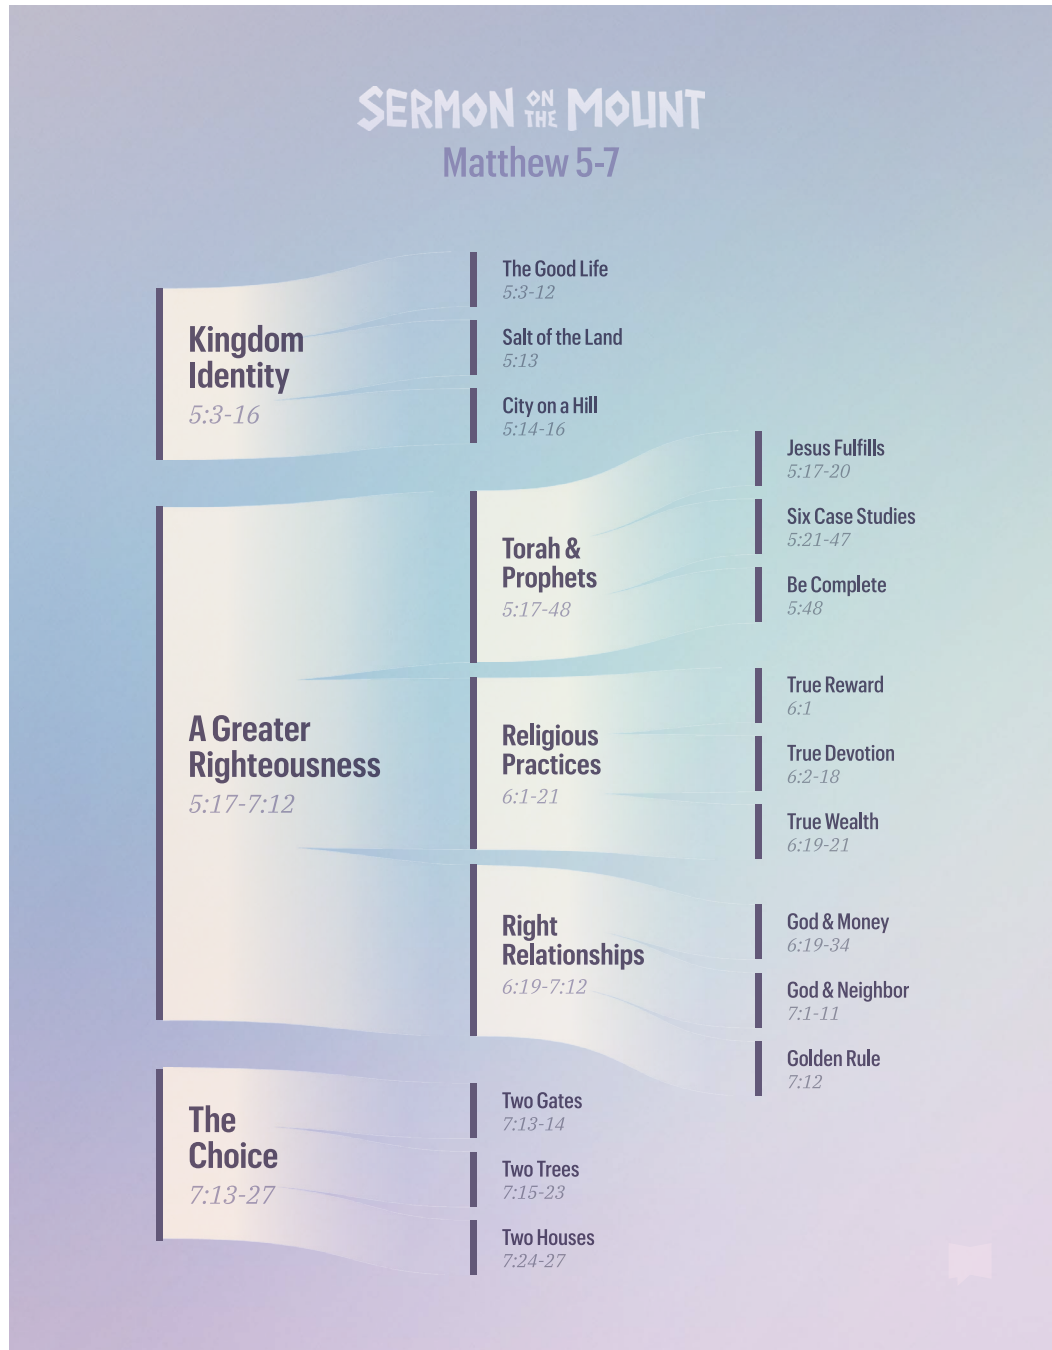 SERMON ON THE MOUNT
Matthew 5-7
Kingdom
Identity
5:3-16
The Good Life
5:3-12
Salt of the Land
5:13
City on a Hill
5:14-16
A Greater
Righteousness
5:17-7:12
Torah &
Prophets
5:17-48
Jesus Fulfills
5:17-20
Six Case Studies
5:21-47
Be Complete
5:48
Religious
Practices
6:1-21
True Reward
6:1
True Devotion
6:2-18
True Wealth
6:19-21
Right
Relationships
6:19-7:12
God & Money
6:19-34
God & Neighbor
7:1-11
Golden Rule
7:12
The
Choice
7:13-27
Two Gates
7:13-14
Two Trees
7:15-23
Two Houses
7:24-27